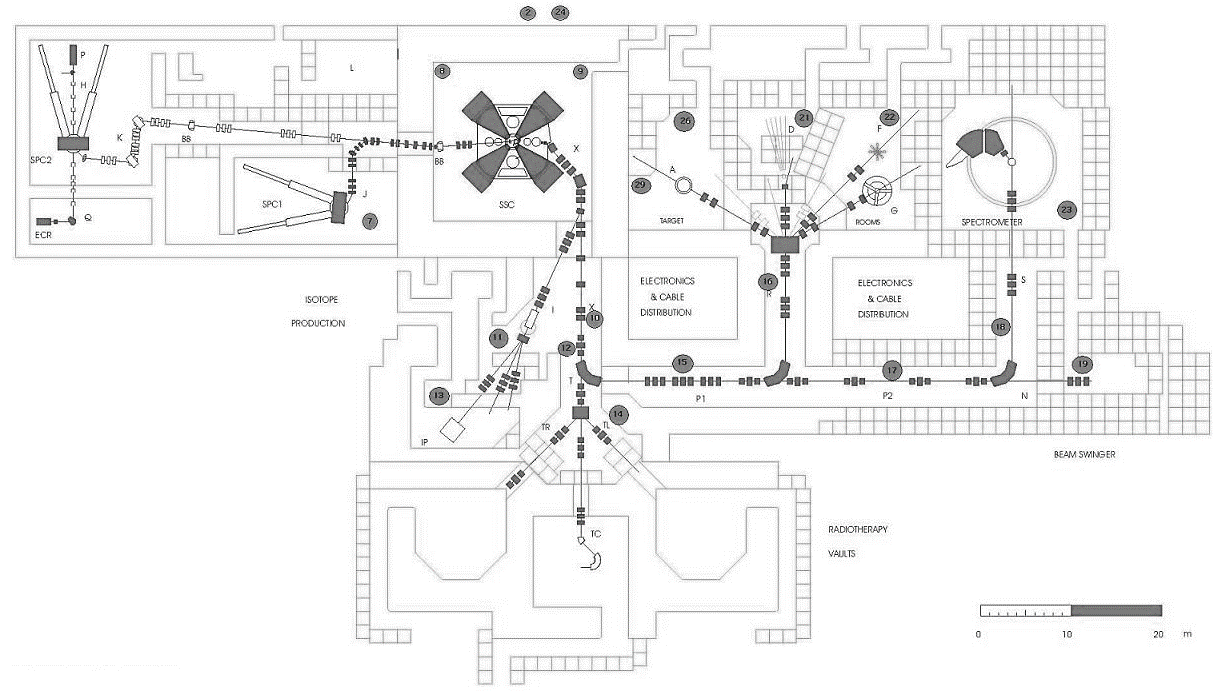 2 24
P
8 9
L
H
K
BB
26
21
D
F
22
X
BB
SPC2
A
29
J
SPC1
SSC
7
G
23
Q
TARGET
ROOMS
SPECTROMETER
ECR
ELECTRONICS
& CABLE
DISTRIBUTION
16
R
ELECTRONICS
& CABLE
DISTRIBUTION
S
ISOTOPE
PRODUCTION
I
X
10
18
11
12
15
17
19
T
13
P1
P2
N
14
TR
TL
IP
BEAM SWINGER
TC
RADIOTHERAPY
VAULTS
0 10 20 m